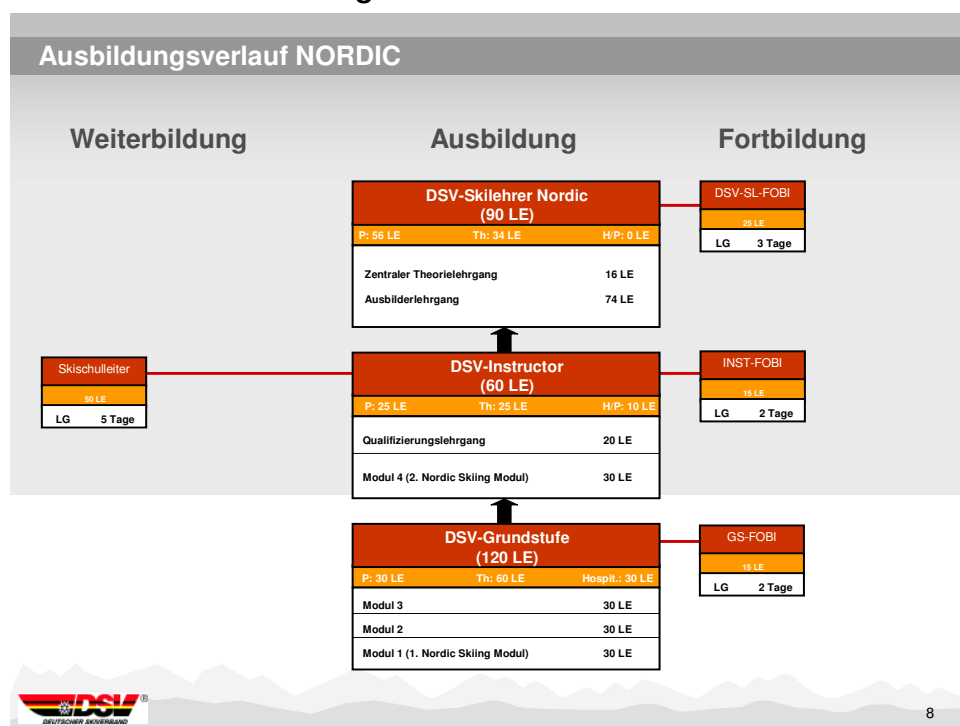 Ausbildungsverlauf NORDIC
Weiterbildung Ausbildung Fortbildung
DSV-Skilehrer Nordic
(90 LE)
P: 56 LE Th: 34 LE H/P: 0 LE
Zentraler Theorielehrgang 16 LE
Ausbilderlehrgang 74 LE
DSV-SL-FOBI
25 LE
LG 3 Tage
Skischulleiter
50 LE
LG 5 Tage
DSV-Instructor
(60 LE)
P: 25 LE Th: 25 LE H/P: 10 LE
Qualifizierungslehrgang 20 LE
Modul 4 (2. Nordic Skiing Modul) 30 LE
INST-FOBI
15 LE
LG 2 Tage
DSV-Grundstufe
(120 LE)
P: 30 LE Th: 60 LE Hospit.: 30 LE
Modul 3 30 LE
Modul 2 30 LE
Modul 1 (1. Nordic Skiing Modul) 30 LE
GS-FOBI
15 LE
LG 2 Tage
DSV®
DEUTSCHER SKIVERBAND
8